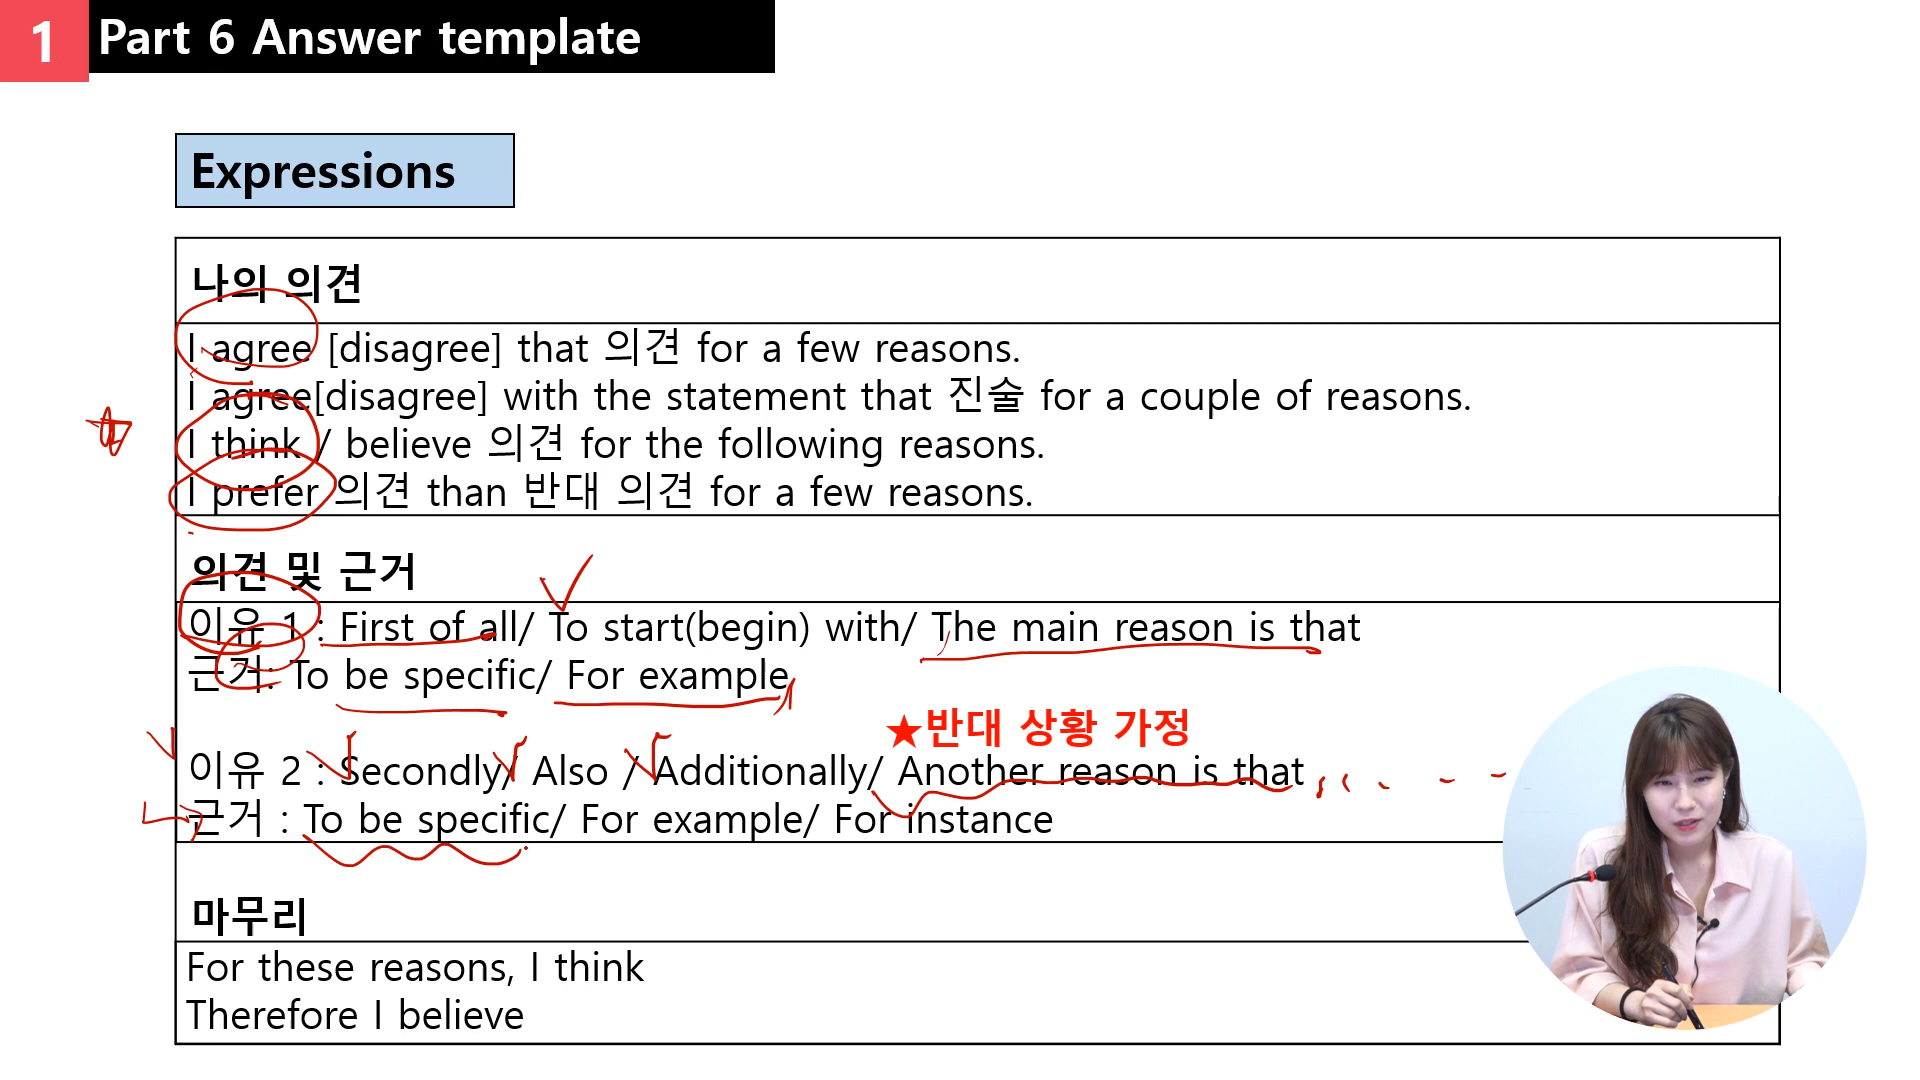 1 Part 6 Answer template
Expressions
나의 의견
I agree [disagree] that 의견 for a few reasons.
I agree[disagree] with the statement that 진술 for a couple of reasons.
I think / believe 의견 for the following reasons.
I prefer 의견 than 반대 의견 for a few reasons.
의견 및 근거
이유 1 : First of all/ To start(begin) with/ The main reason is that
근거: To be specific/ For example,
★반대 상황 가정
이유 2 : Secondly/ Also / Additionally/ Another reason is that
근거 : To be specific/ For example/ For instance
마무리
For these reasons, I think
Therefore I believe